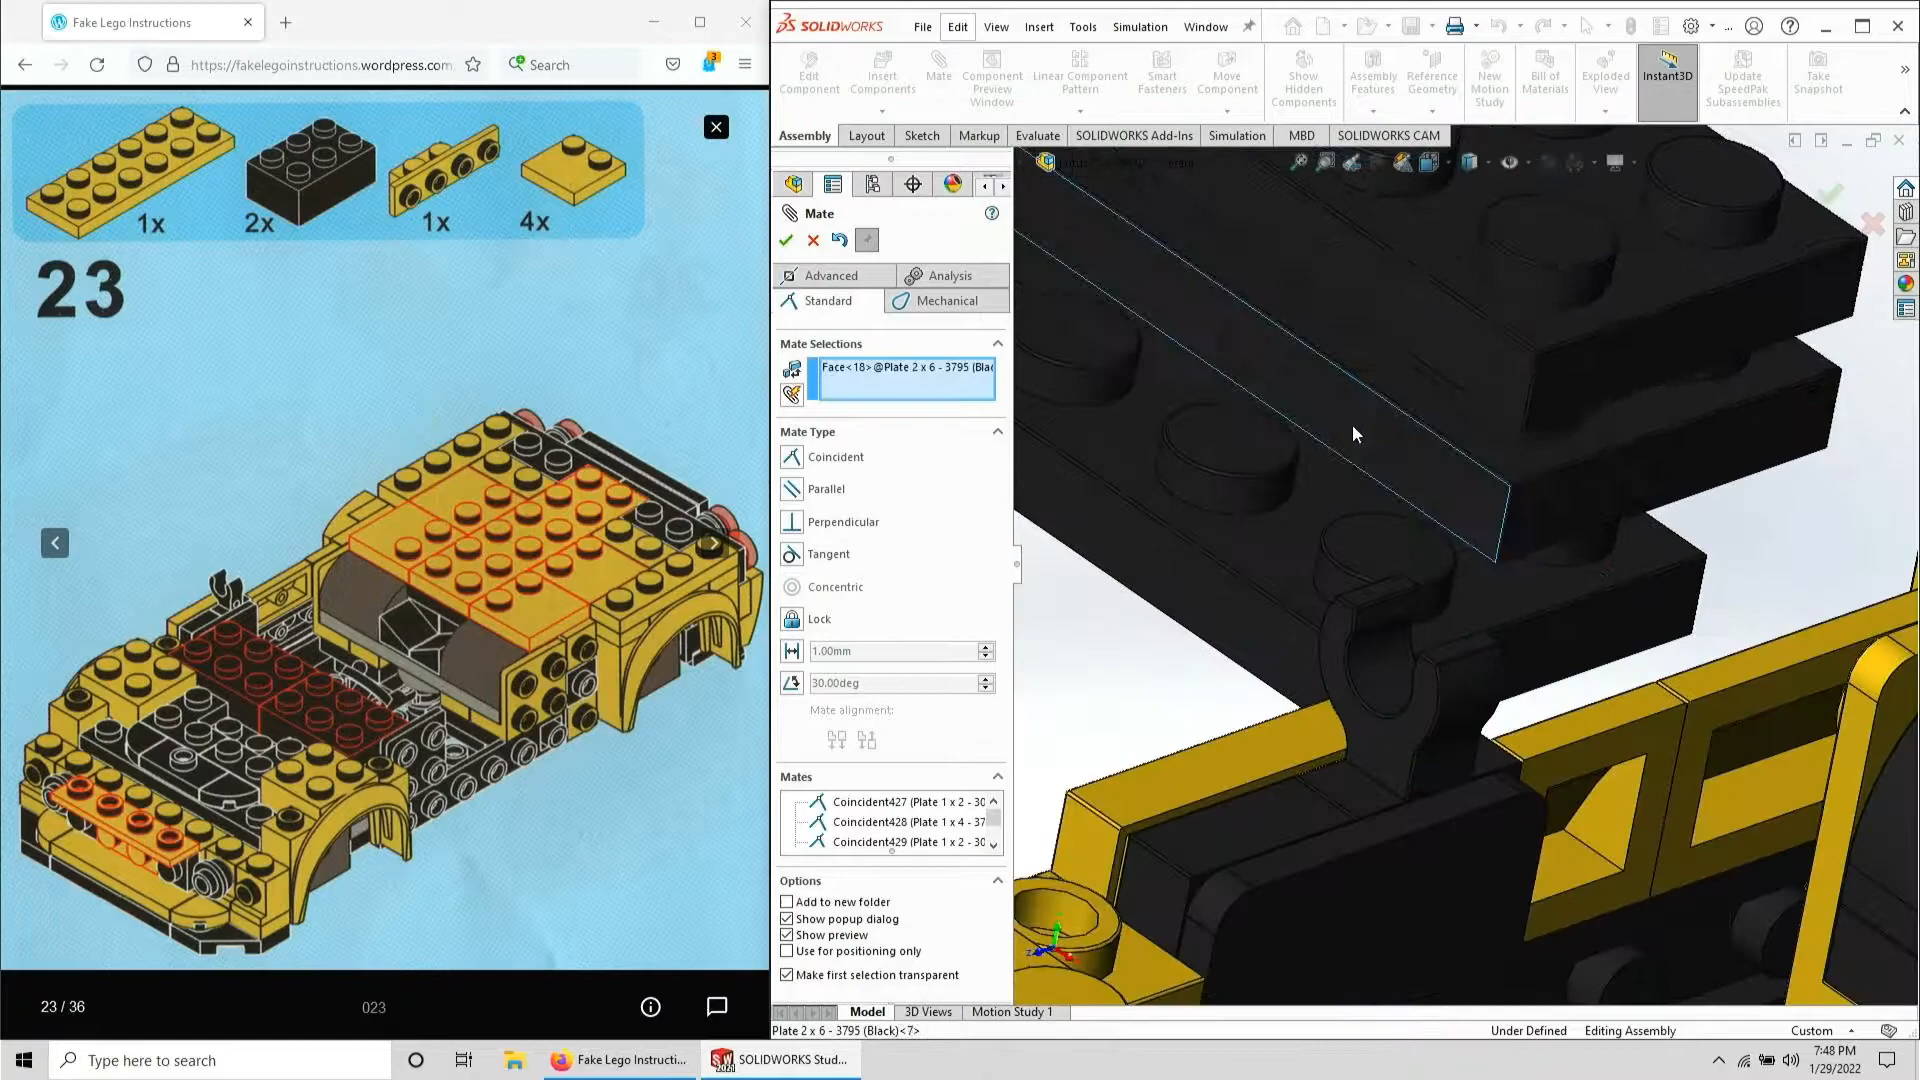 Fake Lego Instructions
https://fakelegoinstructions.wordpress.com
Search
3
1x
2x
1x
4x
23
23 / 36
023
SOLIDWORKS
File
Edit
View
Insert
Tools
Simulation
Window
...
Edit Component
Insert Components
Mate
Component Preview Window
Linear Component Pattern
Smart Fasteners
Move Component
Show Hidden Components
Assembly Features
Reference Geometry
New Motion Study
Bill of Materials
Exploded View
Instant3D
Update SpeedPak Subassemblies
Take Snapshot
Assembly
Layout
Sketch
Markup
Evaluate
SOLIDWORKS Add-Ins
Simulation
MBD
SOLIDWORKS CAM
Mate
Advanced
Analysis
Standard
Mechanical
Mate Selections
Face<18>@Plate 2 x 6 - 3795 (Blac
Mate Type
Coincident
Parallel
Perpendicular
Tangent
Concentric
Lock
1.00mm
30.00deg
Mate alignment:
Mates
Coincident427 (Plate 1 x 2 - 30
Coincident428 (Plate 1 x 4 - 37
Coincident429 (Plate 1 x 2 - 30
Options
Add to new folder
Show popup dialog
Show preview
Use for positioning only
Make first selection transparent
Model
3D Views
Motion Study 1
Plate 2 x 6 - 3795 (Black)<7>
Under Defined
Editing Assembly
Custom
Type here to search
Fake Lego Instructi...
SOLIDWORKS Stud...
7:48 PM
1/29/2022